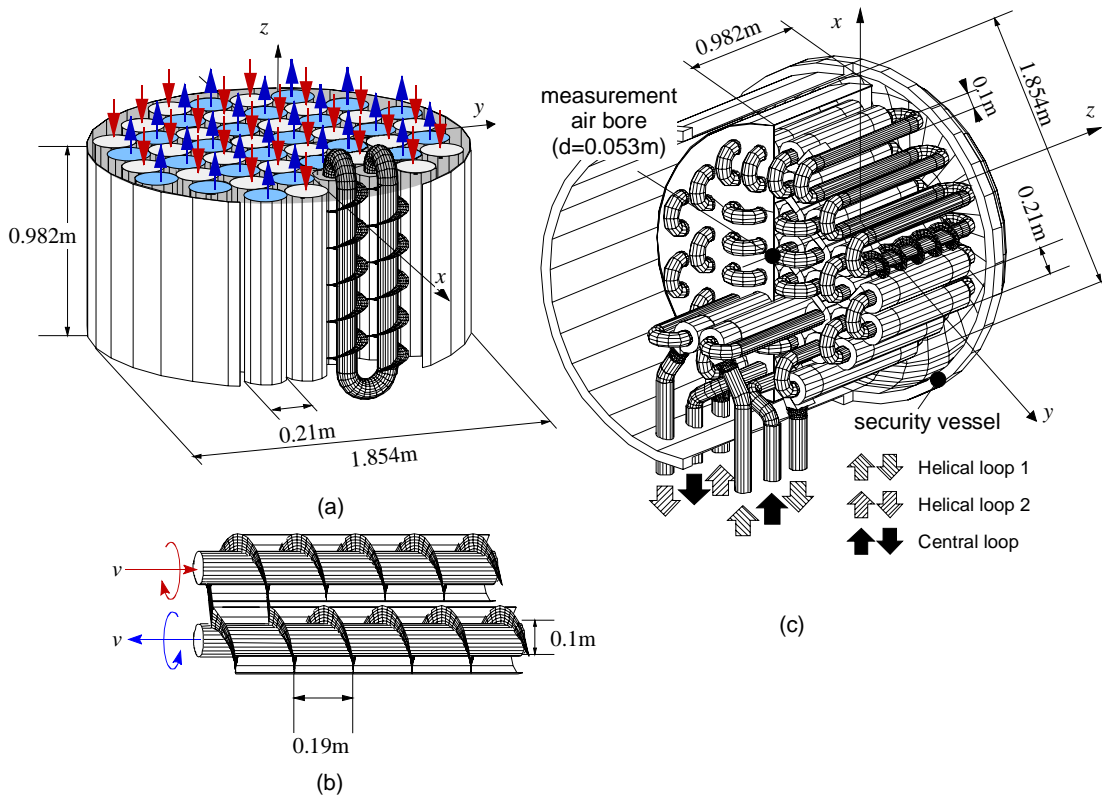 z
y
0.982m
x
0.21m
1.854m
(a)
v
v
0.1m
0.19m
(b)
x
0.982m
measurement
air bore
(d=0.053m)
0.1m
1.854m
z
0.21m
y
security vessel
Helical loop 1
Helical loop 2
Central loop
(c)